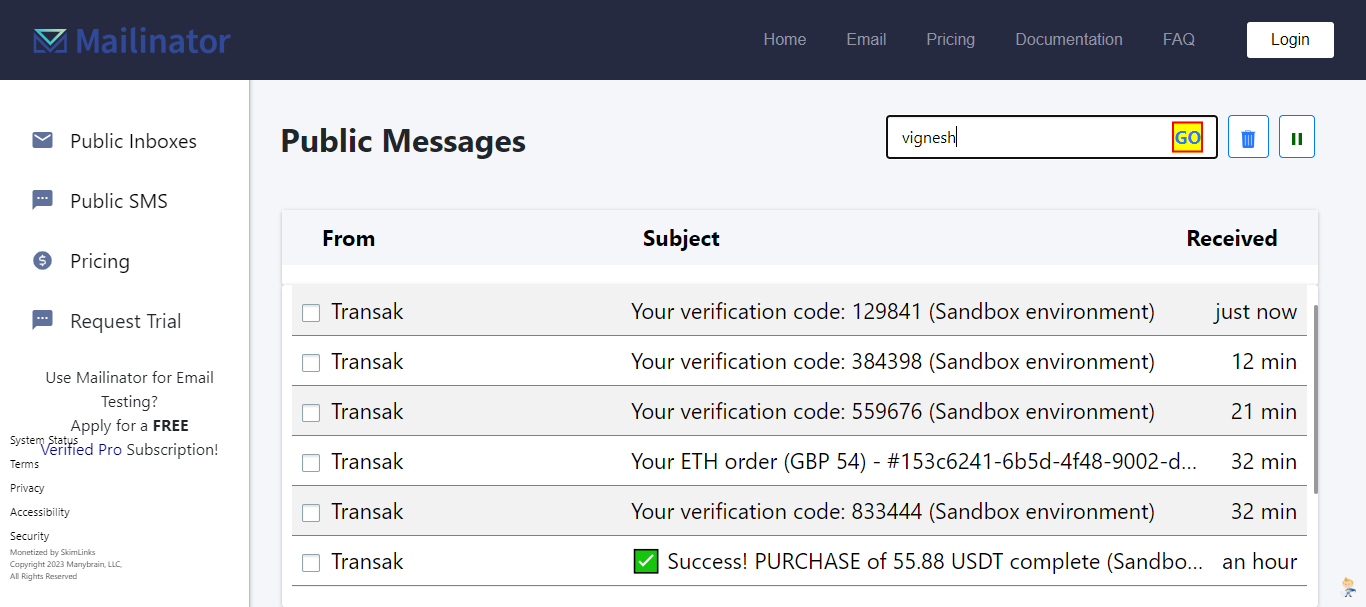 Mailinator
Home Email Pricing Documentation FAQ Login
Public Inboxes
Public SMS
Pricing
Request Trial
Use Mailinator for Email
Testing?
Apply for a FREE
Verified Pro Subscription!
System Status
Terms
Privacy
Accessibility
Security
Monetized by SkimLinks
Copyright 2023 Manybrain, LLC,
All Rights Reserved
Public Messages
vignesh GO
From Subject Received
Transak Your verification code: 129841 (Sandbox environment) just now
Transak Your verification code: 384398 (Sandbox environment) 12 min
Transak Your verification code: 559676 (Sandbox environment) 21 min
Transak Your ETH order (GBP 54) - #153c6241-6b5d-4f48-9002-d... 32 min
Transak Your verification code: 833444 (Sandbox environment) 32 min
Transak ✅ Success! PURCHASE of 55.88 USDT complete (Sandbo... an hour